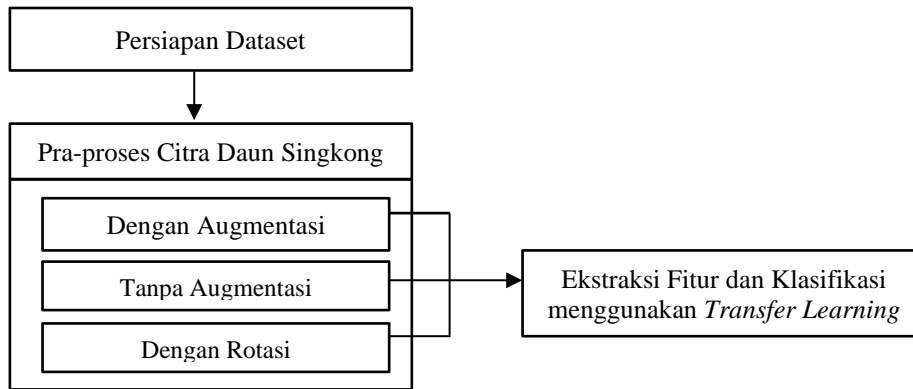 Persiapan Dataset
Pra-proses Citra Daun Singkong
Dengan Augmentasi
Tanpa Augmentasi
Dengan Rotasi
Ekstraksi Fitur dan Klasifikasi
menggunakan Transfer Learning